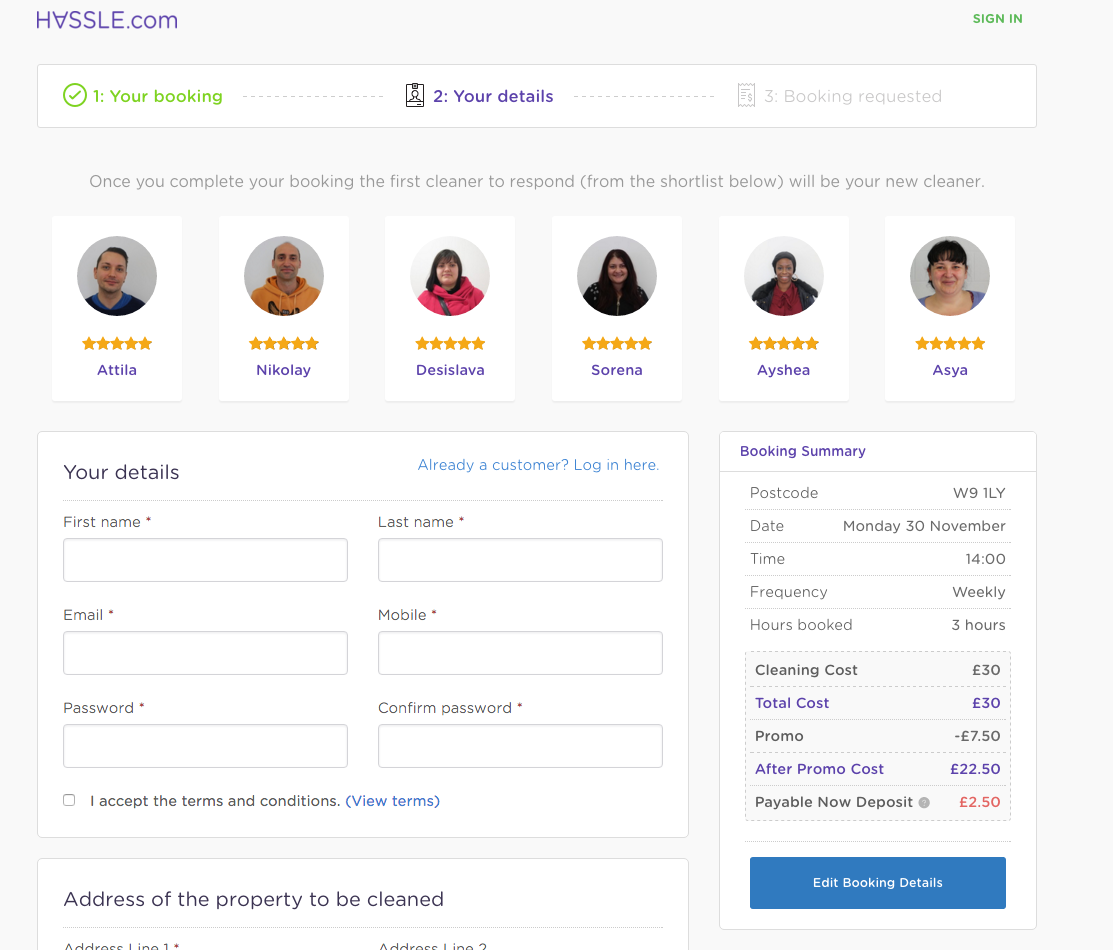 HASSLE.com
SIGN IN
1: Your booking
2: Your details
3: Booking requested
Once you complete your booking the first cleaner to respond (from the shortlist below) will be your new cleaner.
Attila
Nikolay
Desislava
Sorena
Ayshea
Asya
Your details
Already a customer? Log in here.
First name *
Last name *
Email *
Mobile *
Password *
Confirm password *
I accept the terms and conditions. (View terms)
Address of the property to be cleaned
Address Line 1 *
Address Line 2
Booking Summary
Postcode W9 1LY
Date Monday 30 November
Time 14:00
Frequency Weekly
Hours booked 3 hours
Cleaning Cost £30
Total Cost £30
Promo -£7.50
After Promo Cost £22.50
Payable Now Deposit ? £2.50
Edit Booking Details